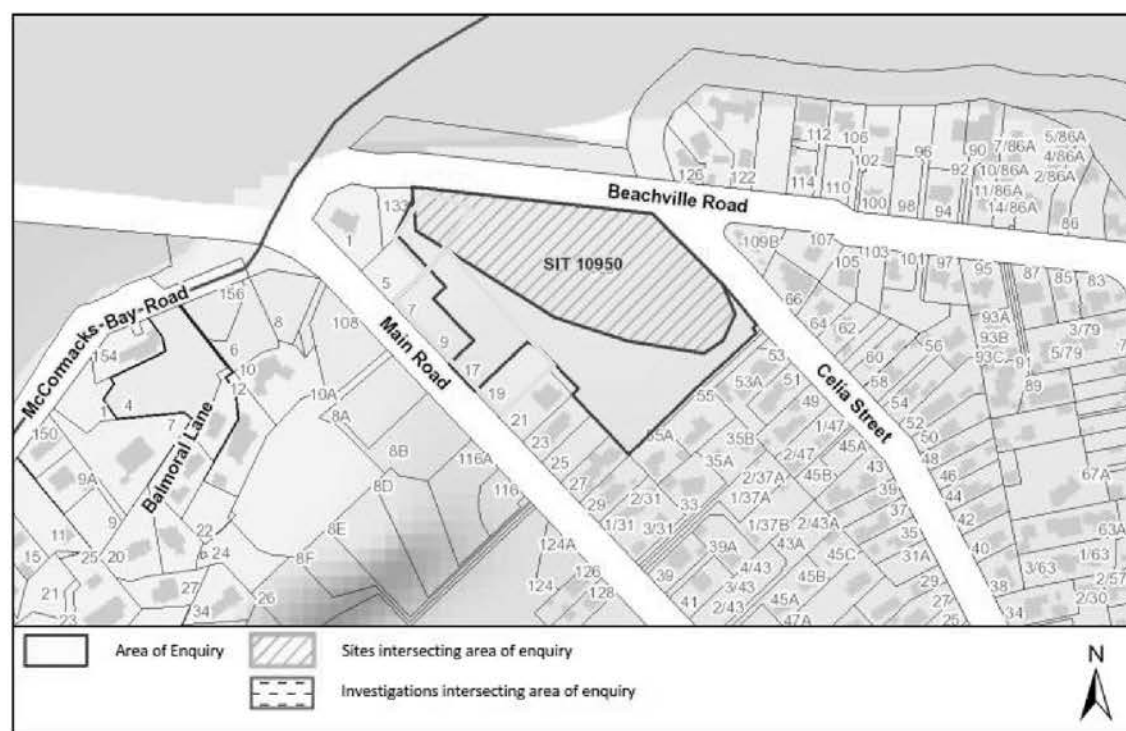 112 106 90 7/86A 5/86A
102 96 92 10/86A 4/86A
126 122 114 110 11/86A 2/86A
Beachville Road
100 98 94 14/86A 86
133
1
109B 107 103 101 97 95 87 85 83
105
SIT 10950
McCormacks-Bay-Road
156
8
5
7
9
108
Main Road
66
64
62
60
58
56
93A
93B
93C
91
89
3/79
5/79
154
6
10
12
1
4
7
10A
8A
8B
17
19
21
23
25
53
53A
51
49
55
1/47
2/47
Celia Street
54
52
50
48
46
44
42
40
38
34
150
9A
Balmoral Lane
116A
116
8D
8E
8F
27
29
2/31
1/31
3/31
35A
35B
33
2/37A
1/37A
45A
45B
43
39
37
35
31A
29
27
25
67A
63A
1/63
3/63
2/57
2/30
11
9
15
25
20
22
24
21
23
27
34
26
124A
124
126
128
39
41
39A
1/37B
43A
2/43A
4/43
3/43
2/43
45C
45B
45A
47A
Area of Enquiry
Sites intersecting area of enquiry
Investigations intersecting area of enquiry
N